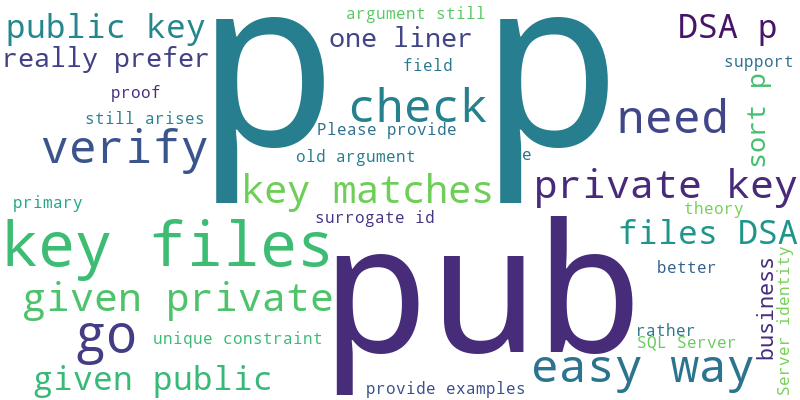 public key
p p
argument still
DSA p
really prefer
one liner
field
support
proof
check
sort p
still arises
Please provide
need
verify
old argument
e
key matches
private key
primary
surrogate id
theory
key files
pub
files DSA
better
given private
business
Server identity
go
unique constraint
rather
SQL Server
given public
provide examples
easy way